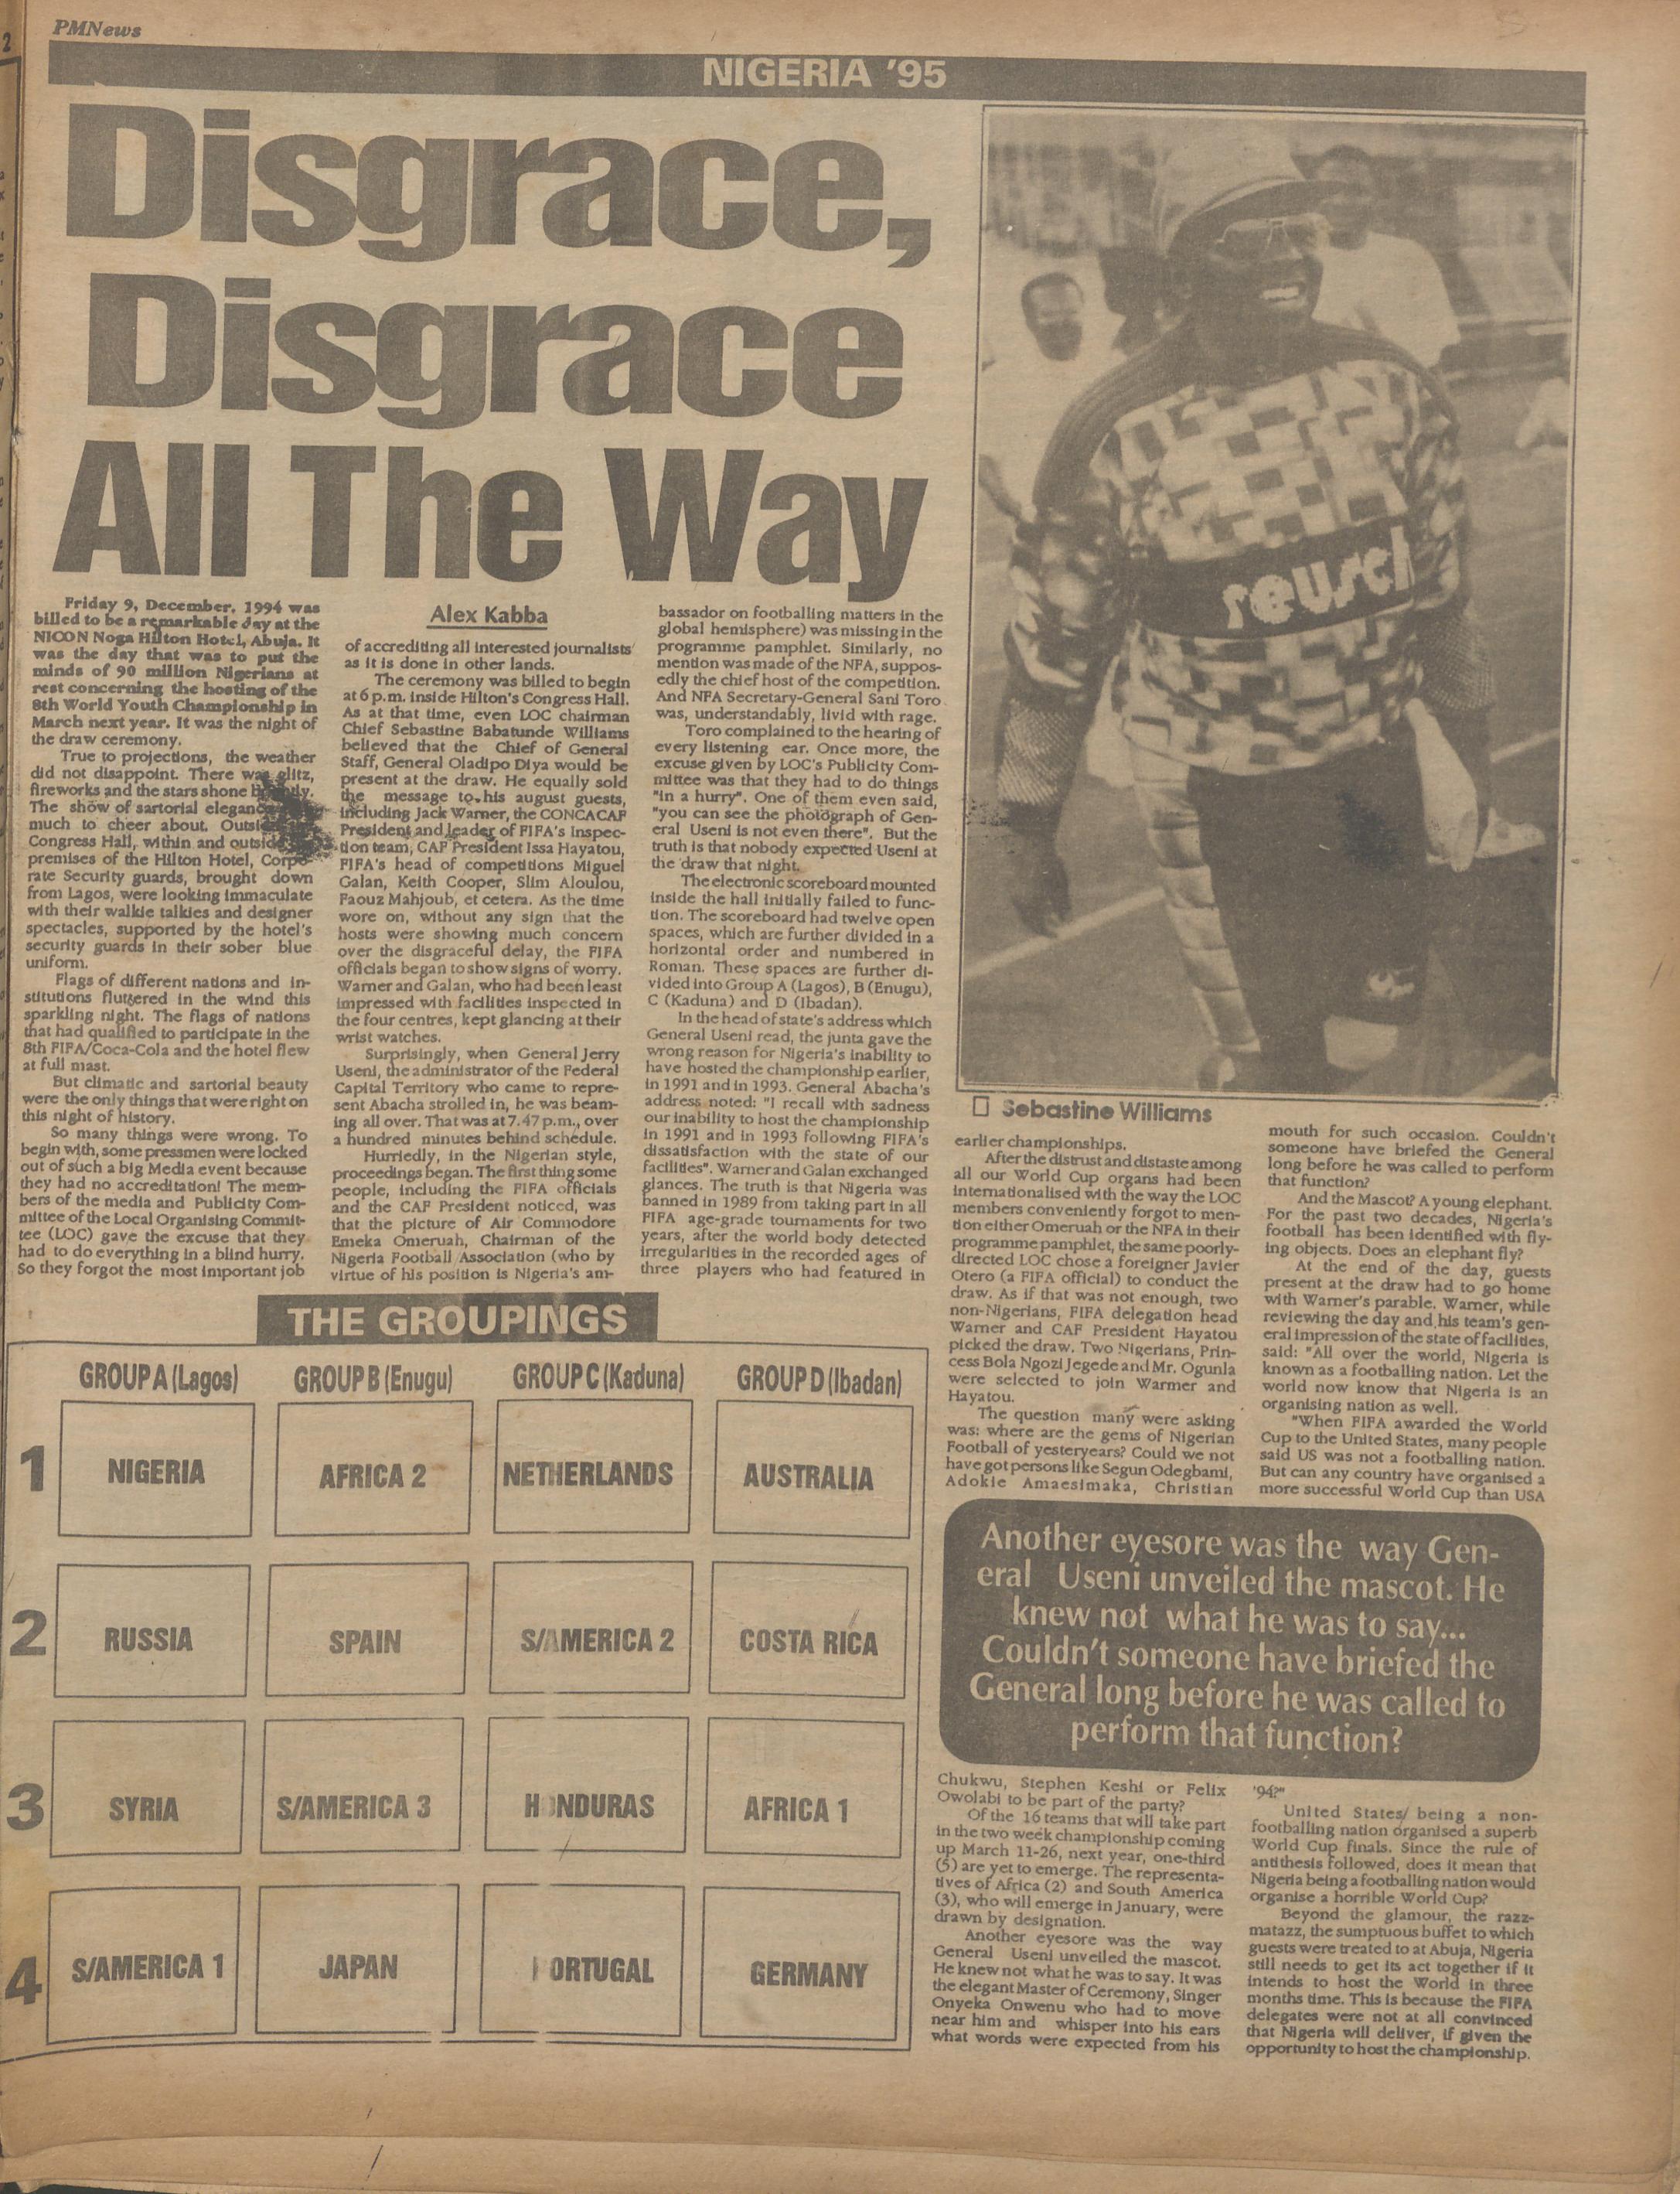 PMNews
NIGERIA '95
Disgrace,
Disgrace
All The Way
Friday 9, December, 1994 was
billed to be a remarkable day at the
NICON Noga Hilton Hotel, Abuja. It
was the day that was to put the
minds of 90 million Nigerians at
rest concerning the hosting of the
8th World Youth Championship in
March next year. It was the night of
the draw ceremony.
True to projections, the weather
did not disappoint. There was glitz,
fireworks and the stars shone
The show of sartorial
much to cheer about.
Congress Hall, within and outside
premises of the Hilton Hotel, Corpo-
rate Security guards, brought down
from Lagos, were looking immaculate
with their walkie talkies and designer
spectacles, supported by the hotel's
security guards in their sober blue
uniform.
Flags of different nations and in-
stitutions fluttered in the wind this
sparkling night. The flags of nations
that had qualified to participate in the
8th FIFA/Coca-Cola and the hotel flew
at full mast.
But climatic and sartorial beauty
were the only things that were right on
this night of history.
So many things were wrong. To
begin with, some pressmen were locked
out of such a big Media event because
they had no accreditation! The mem-
bers of the media and Publicity Com-
mittee of the Local Organising Commit-
tee (LOC) gave the excuse that they
had to do everything in a blind hurry.
So they forgot the most important job
Alex Kabba
of accrediting all interested journalists
as it is done in other lands.
The ceremony was billed to begin
at 6 p.m. inside Hilton's Congress Hall.
As at that time, even LOC chairman
Chief Sebastine Babatunde Williams
believed that the Chief of General
Staff, General Oladipo Diya would be
present at the draw. He equally sold
the message to his august guests,
including Jack Warner, the CONCACAF
President and leader of FIFA's Inspec-
tion team, CAF President Issa Hayatou,
FIFA's head of competitions Miguel
Galan, Keith Cooper, Slim Aloulou,
Faouz Mahjoub, et cetera. As the time
wore on, without any sign that the
hosts were showing much concern
over the disgraceful delay, the FIFA
officials began to show signs of worry.
Warner and Galan, who had been least
impressed with facilities inspected in
the four centres, kept glancing at their
wrist watches.
Surprisingly, when General Jerry
Useni, the administrator of the Federal
Capital Territory who came to repre-
sent Abacha strolled in, he was beam-
ing all over. That was at 7.47 p.m., over
a hundred minutes behind schedule.
Hurriedly, in the Nigerian style,
proceedings began. The first thing some
people, including the FIFA officials
and the CAF President noticed, was
that the picture of Air Commodore
Emeka Omeruah, Chairman of the
Nigeria Football Association (who by
virtue of his position is Nigeria's am-
bassador on footballing matters in the
global hemisphere) was missing in the
programme pamphlet. Similarly, no
mention was made of the NFA, suppos-
edly the chief host of the competition.
And NFA Secretary-General Sani Toro
was, understandably, livid with rage.
Toro complained to the hearing of
every listening ear. Once more, the
excuse given by LOC's Publicity Com-
mittee was that they had to do things
"in a hurry". One of them even said,
"you can see the photograph of Gen-
eral Useni is not even there". But the
truth is that nobody expected Useni at
the draw that night.
The electronic scoreboard mounted
inside the hall initially failed to func-
tion. The scoreboard had twelve open
spaces, which are further divided in a
horizontal order and numbered in
Roman. These spaces are further di-
vided into Group A (Lagos), B (Enugu),
C (Kaduna) and D (Ibadan).
In the head of state's address which
General Useni read, the junta gave the
wrong reason for Nigeria's inability to
have hosted the championship earlier,
in 1991 and in 1993. General Abacha's
address noted: "I recall with sadness
our inability to host the championship
in 1991 and in 1993 following FIFA's
dissatisfaction with the state of our
facilities". Warner and Galan exchanged
glances. The truth is that Nigeria was
banned in 1989 from taking part in all
FIFA age-grade tournaments for two
years, after the world body detected
irregularities in the recorded ages of
three players who had featured in
reusch
Sebastine Williams
earlier championships.
After the distrust and distaste among
all our World Cup organs had been
internationalised with the way the LOC
members conveniently forgot to men-
tion either Omeruah or the NFA in their
programme pamphlet, the same poorly-
directed LOC chose a foreigner Javier
Otero (a FIFA official) to conduct the
draw. As if that was not enough, two
non-Nigerians, FIFA delegation head
Warner and CAF President Hayatou
picked the draw. Two Nigerians, Prin-
cess Bola Ngozi Jegede and Mr. Ogunla
were selected to join Warmer and
Hayatou.
The question many were asking
was: where are the gems of Nigerian
Football of yesteryears? Could we not
have got persons like Segun Odegbami,
Adokie Amaesimaka, Christian
mouth for such occasion. Couldn't
someone have briefed the General
long before he was called to perform
that function?
And the Mascot? A young elephant.
For the past two decades, Nigeria's
football has been identified with fly-
ing objects. Does an elephant fly?
At the end of the day, guests
present at the draw had to go home
with Warner's parable. Warner, while
reviewing the day and his team's gen-
eral impression of the state of facilities,
said: "All over the world, Nigeria is
known as a footballing nation. Let the
world now know that Nigeria is an
organising nation as well.
"When FIFA awarded the World
Cup to the United States, many people
said US was not a footballing nation.
But can any country have organised a
more successful World Cup than USA
Another eyesore was the way Gen-
eral Useni unveiled the mascot. He
knew not what he was to say...
Couldn't someone have briefed the
General long before he was called to
perform that function?
Chukwu, Stephen Keshi or Felix
Owolabi to be part of the party?
Of the 16 teams that will take part
in the two week championship coming
up March 11-26, next year, one-third
(5) are yet to emerge. The representa-
tives of Africa (2) and South America
(3), who will emerge in January, were
drawn by designation.
Another eyesore was the way
General Useni unveiled the mascot.
He knew not what he was to say. It was
the elegant Master of Ceremony, Singer
Onyeka Onwenu who had to move
near him and whisper into his ears
what words were expected from his
'94?"
United States/ being a non-
footballing nation organised a superb
World Cup finals. Since the rule of
antithesis followed, does it mean that
Nigeria being a footballing nation would
organise a horrible World Cup?
Beyond the glamour, the razz-
matazz, the sumptuous buffet to which
guests were treated to at Abuja, Nigeria
still needs to get its act together if it
intends to host the World in three
months time. This is because the FIFA
delegates were not at all convinced
that Nigeria will deliver, if given the
opportunity to host the championship.
THE GROUPINGS
GROUP A (Lagos) GROUP B (Enugu) GROUP C (Kaduna) GROUP D (Ibadan)
1 NIGERIA AFRICA 2 NETHERLANDS AUSTRALIA
2 RUSSIA SPAIN S/AMERICA 2 COSTA RICA
3 SYRIA S/AMERICA 3 HONDURAS AFRICA 1
4 S/AMERICA 1 JAPAN PORTUGAL GERMANY